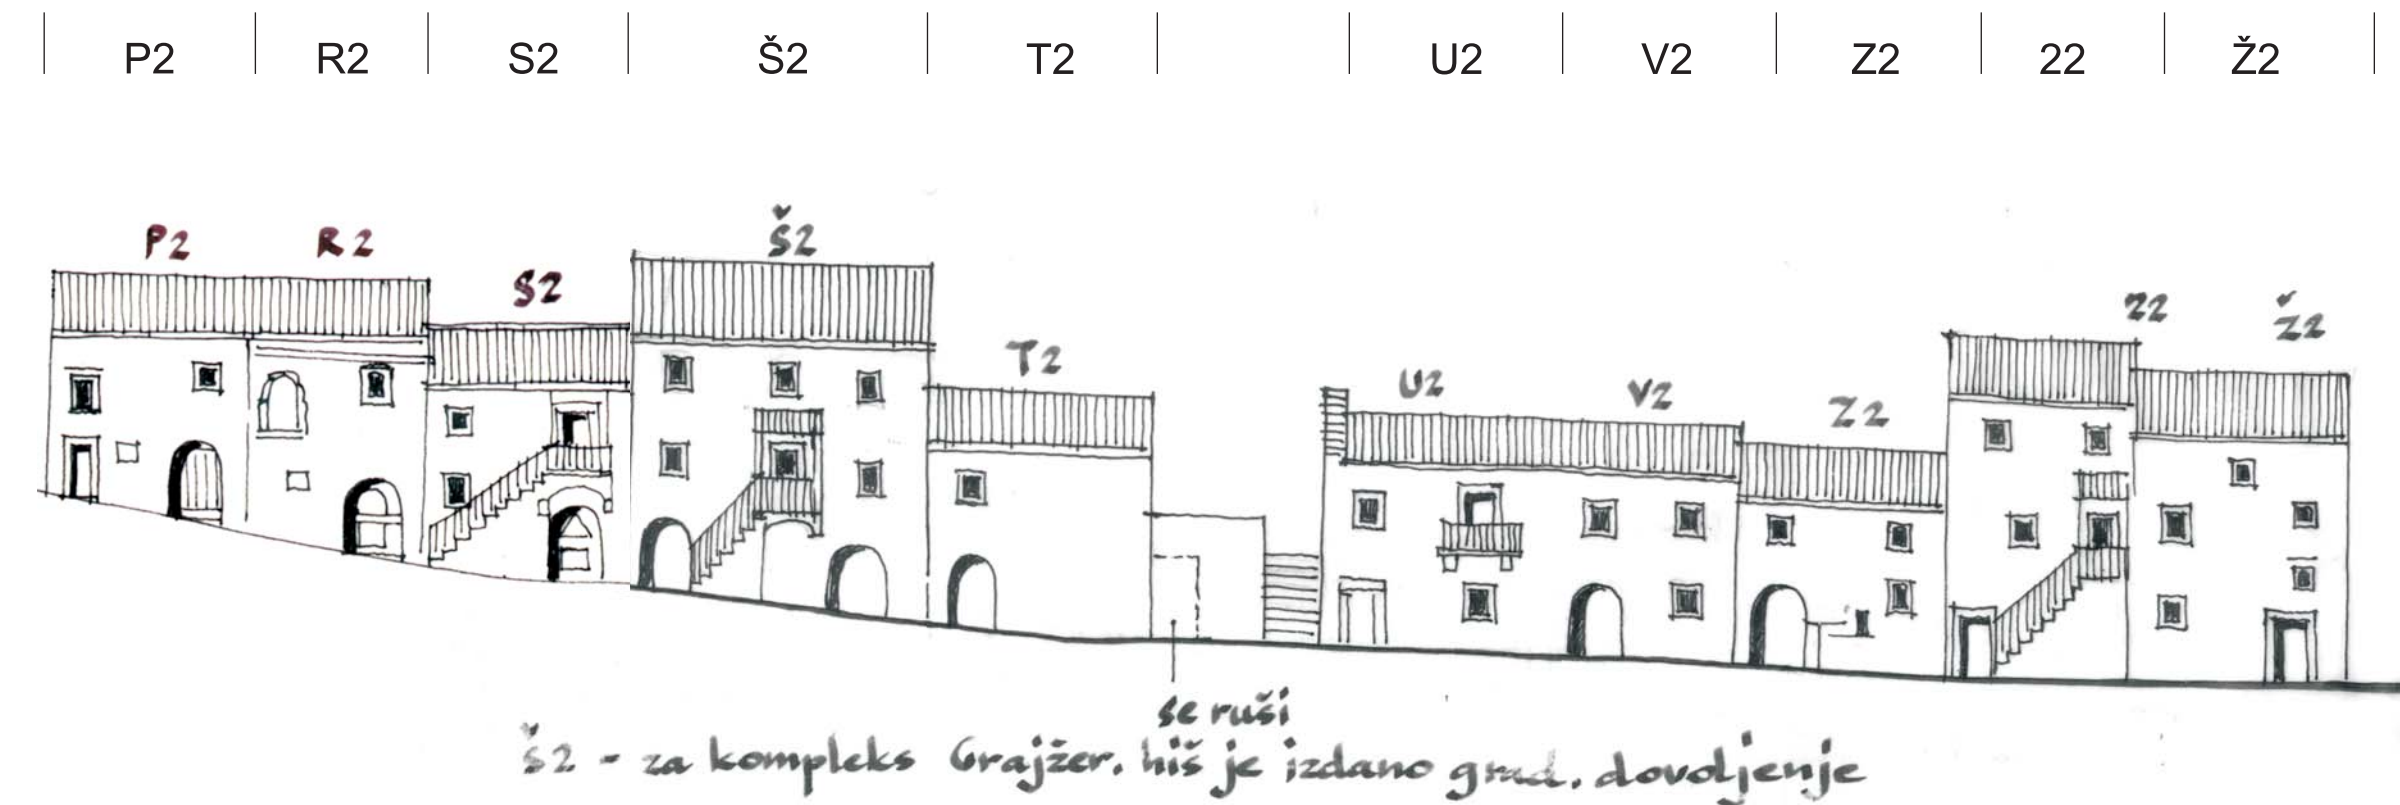 P2 R2 S2 Š2 T2 U2 V2 Z2 22 Ž2
Š2
P2 R2
S2
22 Ž2
T2
U2 V2
Z2
se ruši
Š2 - za kompleks Grajžer. hiš je izdano grad. dovoljenje